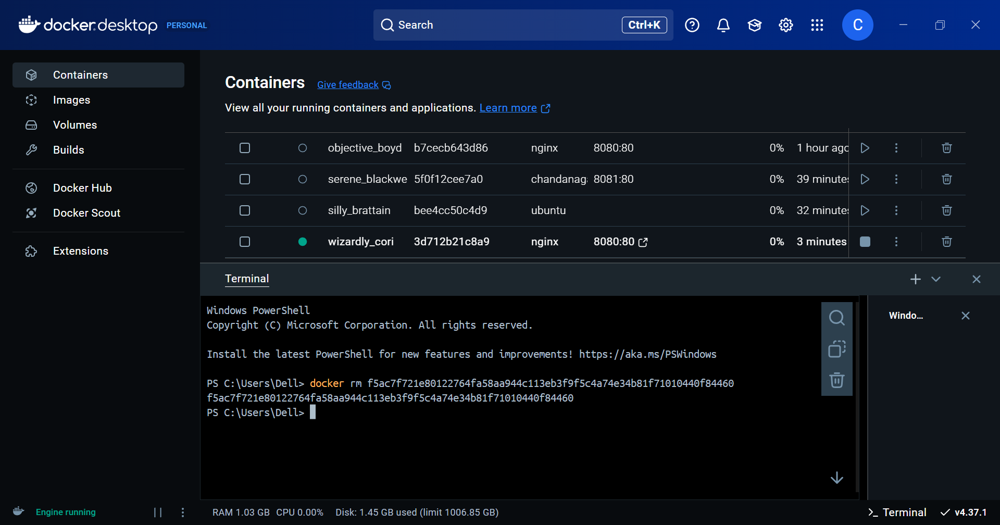 docker desktop PERSONAL
Search Ctrl+K
C
Containers
Images
Volumes
Builds
Docker Hub
Docker Scout
Extensions
Containers Give feedback
View all your running containers and applications. Learn more
objective_boyd b7cecb643d86 nginx 8080:80 0% 1 hour ago
serene_blackwe 5f0f12cee7a0 chandanaga 8081:80 0% 39 minutes
silly_brattain bee4cc50c4d9 ubuntu 0% 32 minutes
wizardly_cori 3d712b21c8a9 nginx 8080:80 0% 3 minutes
Terminal
Windows PowerShell
Copyright (C) Microsoft Corporation. All rights reserved.
Install the latest PowerShell for new features and improvements! https://aka.ms/PSWindows
PS C:\Users\Dell> docker rm f5ac7f721e80122764fa58aa944c113eb3f9f5c4a74e34b81f71010440f84460
f5ac7f721e80122764fa58aa944c113eb3f9f5c4a74e34b81f71010440f84460
PS C:\Users\Dell>
Windo...
Engine running
RAM 1.03 GB CPU 0.00% Disk: 1.45 GB used (limit 1006.85 GB)
>_ Terminal
v4.37.1